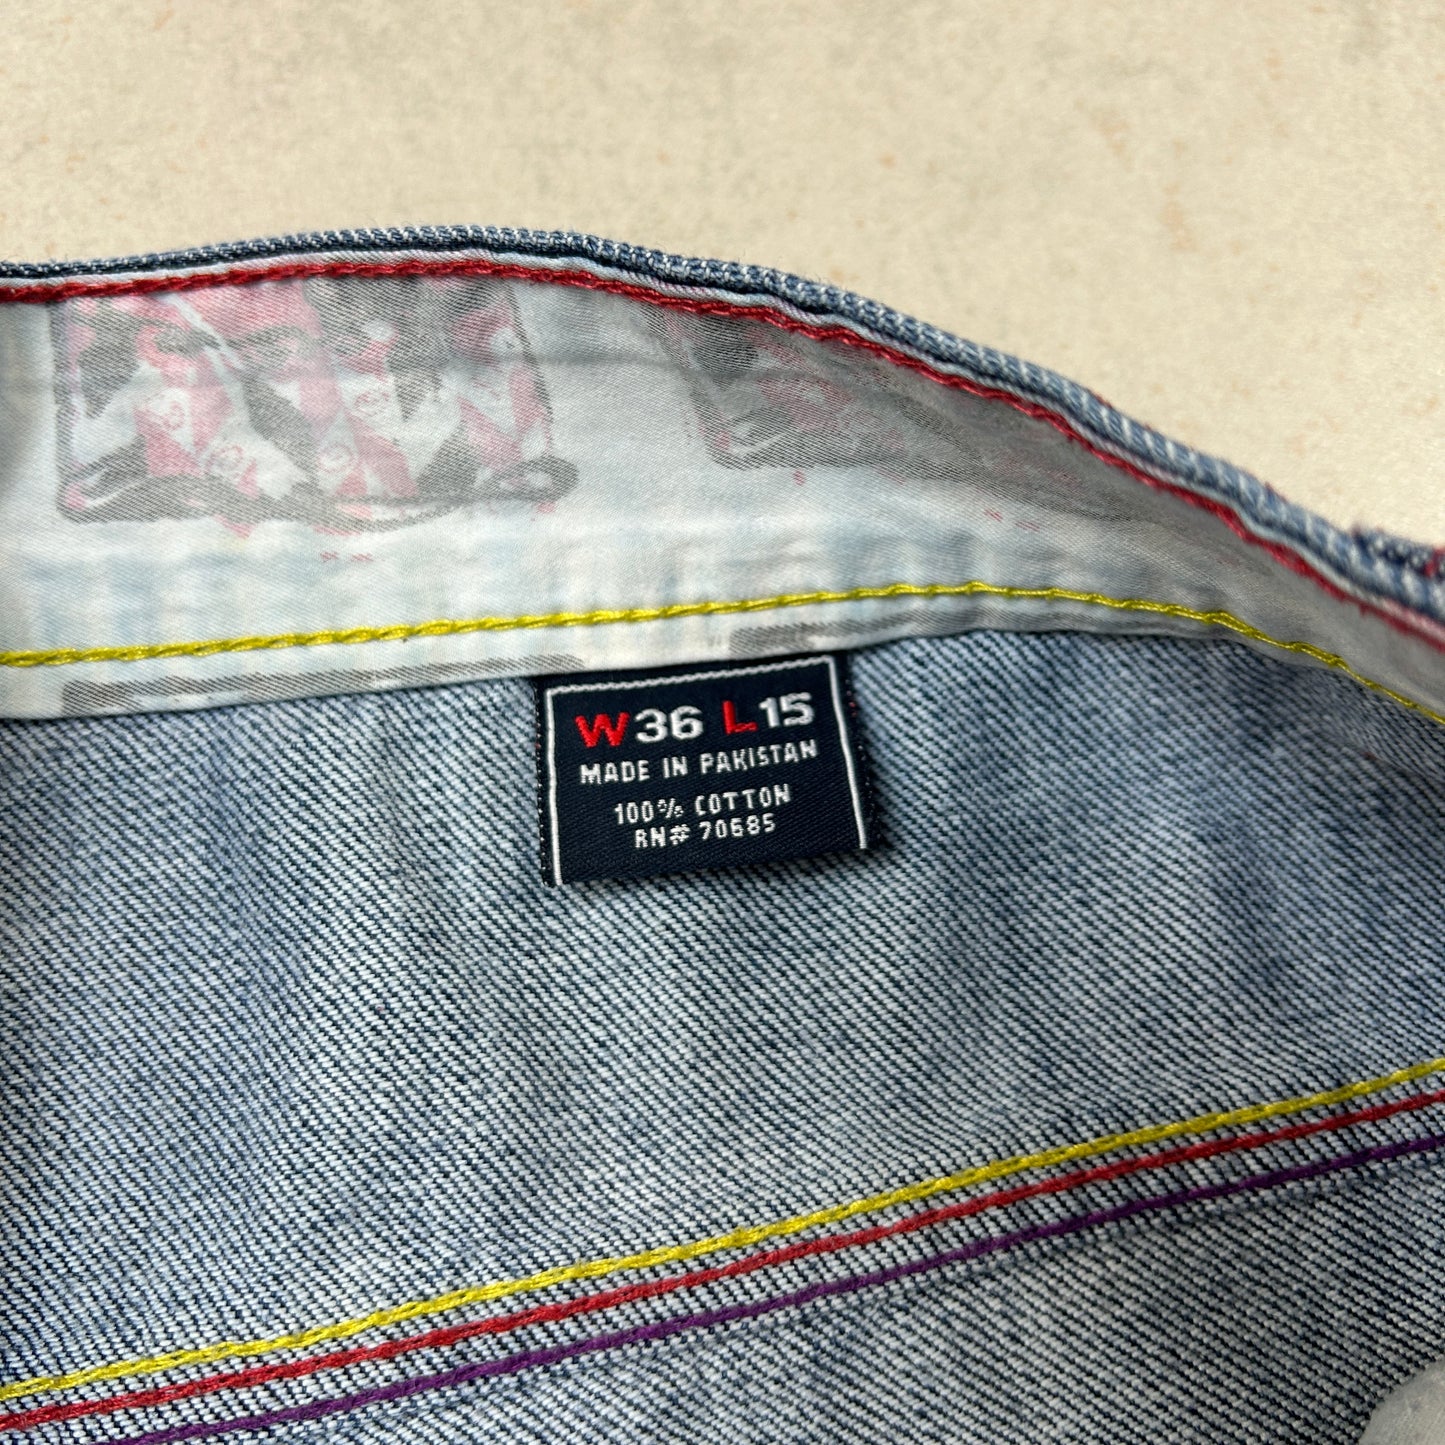 W36 L15
MADE IN PAKISTAN
100% COTTON
RN# 70685